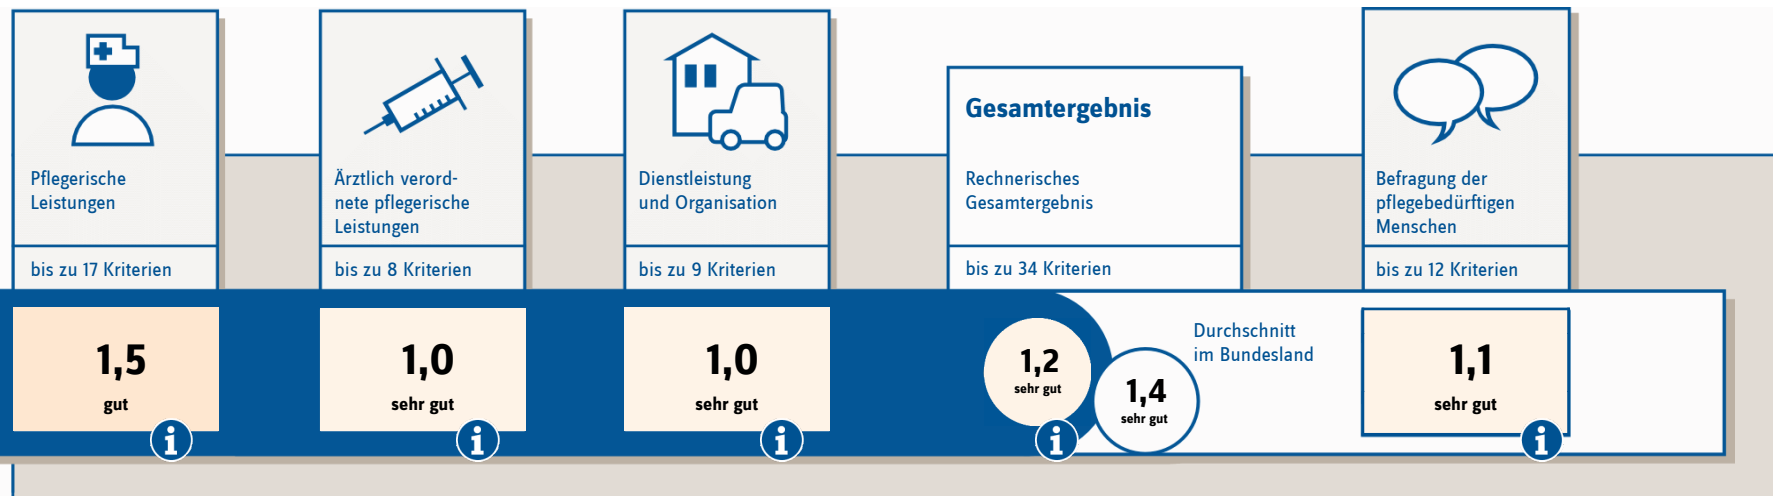 Pflegerische
Leistungen
bis zu 17 Kriterien
1,5
gut
Ärztlich verord-
nete pflegerische
Leistungen
bis zu 8 Kriterien
1,0
sehr gut
Dienstleistung
und Organisation
bis zu 9 Kriterien
1,0
sehr gut
Gesamtergebnis
Rechnerisches
Gesamtergebnis
bis zu 34 Kriterien
1,2
sehr gut
1,4
sehr gut
Durchschnitt
im Bundesland
Befragung der
pflegebedürftigen
Menschen
bis zu 12 Kriterien
1,1
sehr gut